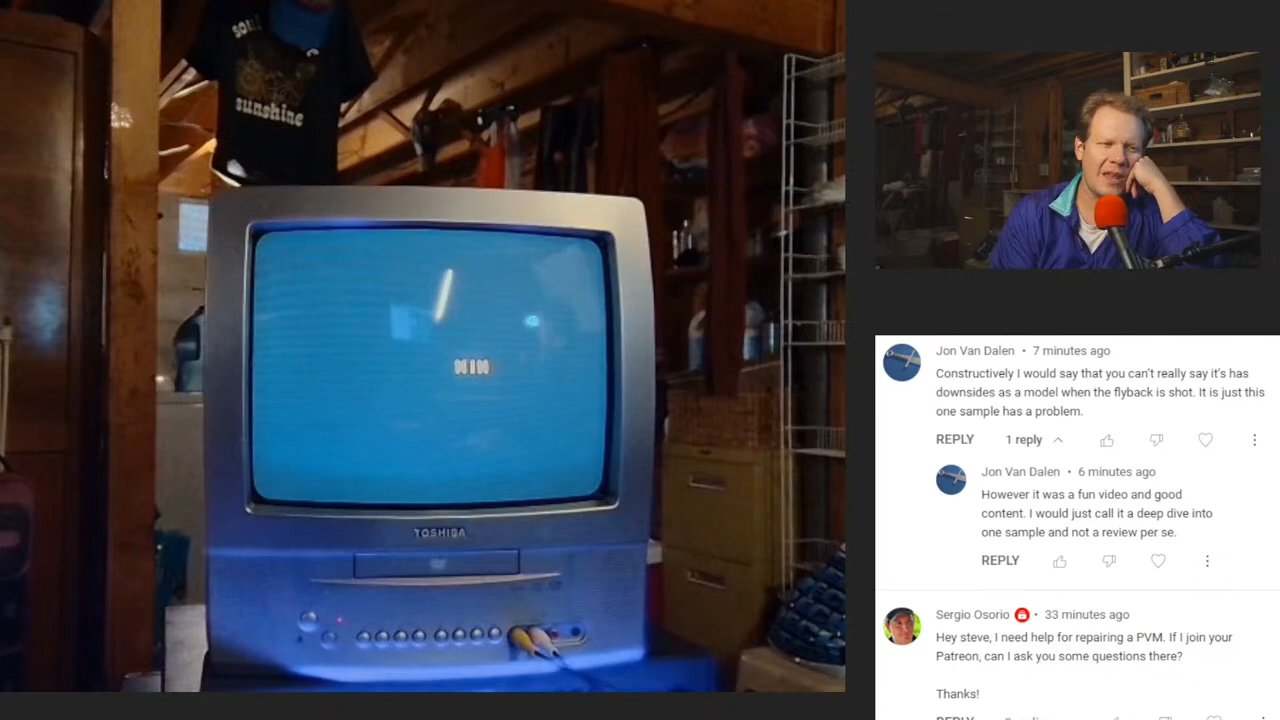 soul
sunshine
NIN
TOSHIBA
Jon Van Dalen • 7 minutes ago
Constructively I would say that you can't really say it's has
downsides as a model when the flyback is shot. It is just this
one sample has a problem.
REPLY 1 reply
Jon Van Dalen • 6 minutes ago
However it was a fun video and good
content. I would just call it a deep dive into
one sample and not a review per se.
REPLY
Sergio Osorio • 33 minutes ago
Hey steve, I need help for repairing a PVM. If I join your
Patreon, can I ask you some questions there?
Thanks!
REPLY